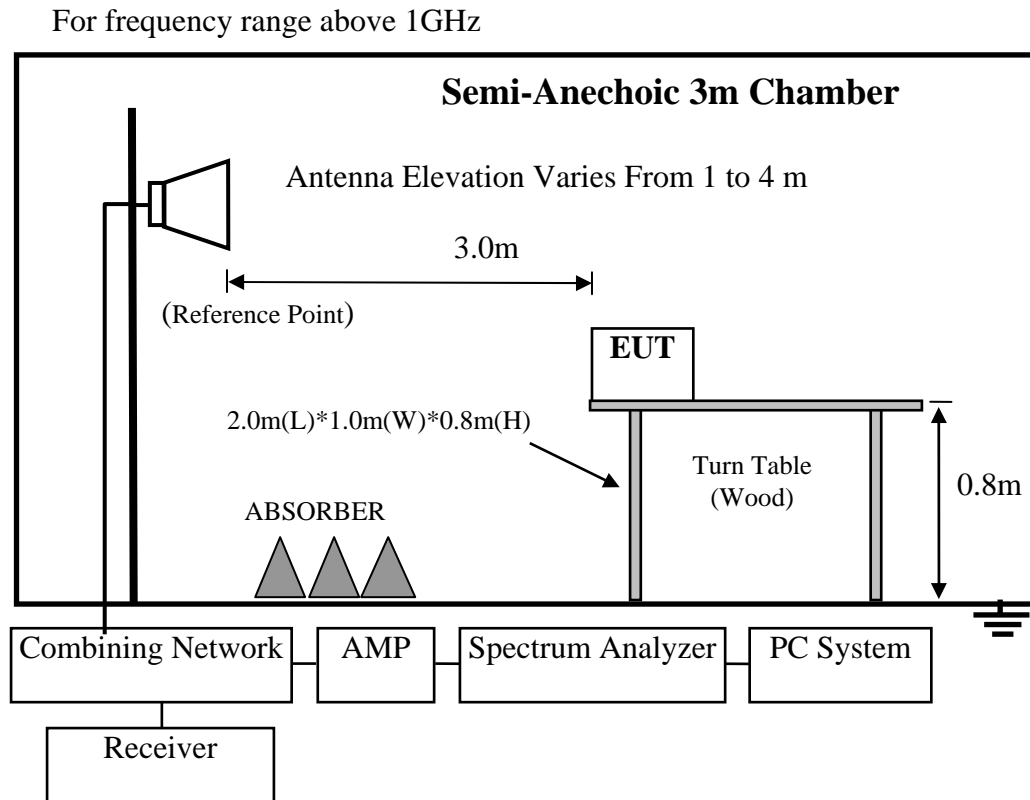 For frequency range above 1GHz
Semi-Anechoic 3m Chamber
Antenna Elevation Varies From 1 to 4 m
3.0m
(Reference Point)
EUT
2.0m(L)*1.0m(W)*0.8m(H)
Turn Table
(Wood)
0.8m
ABSORBER
Combining Network
AMP
Spectrum Analyzer
PC System
Receiver